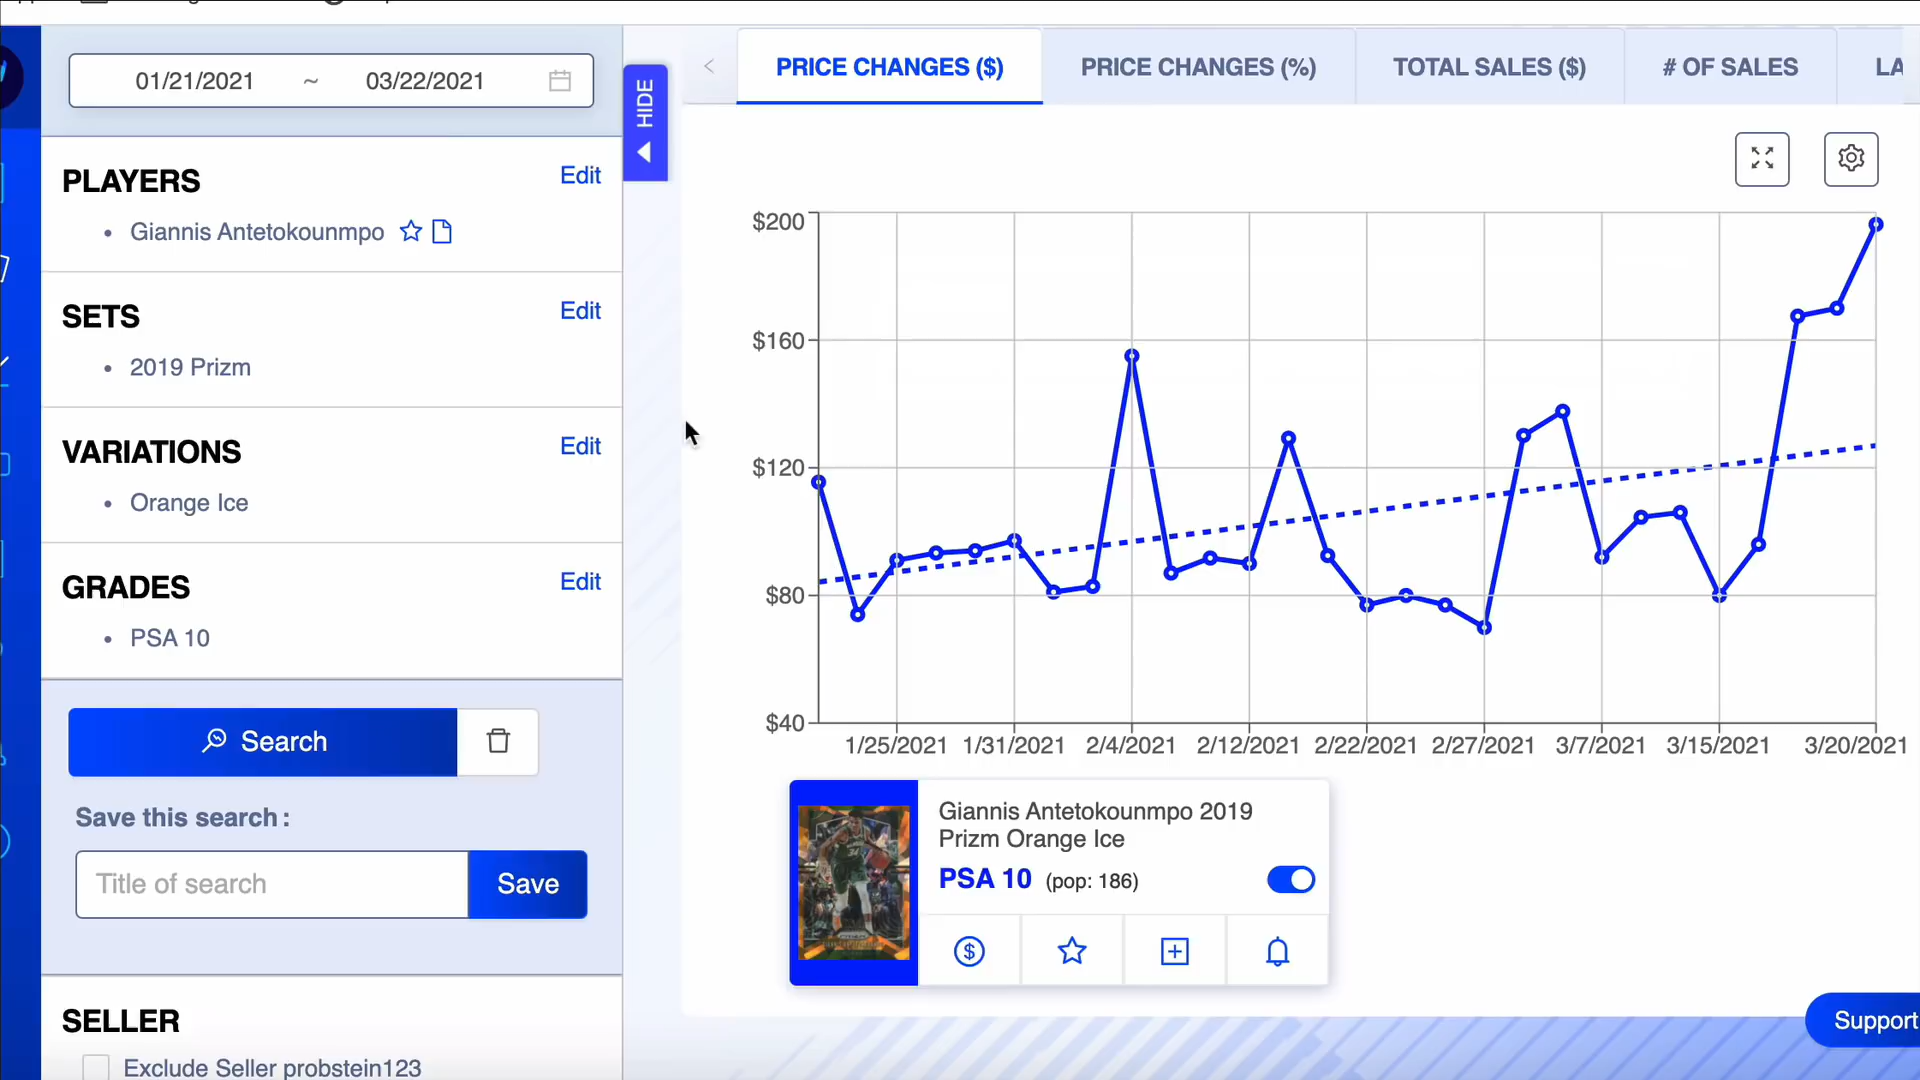 01/21/2021 ~ 03/22/2021
HIDE
PLAYERS
Edit
Giannis Antetokounmpo
SETS
Edit
2019 Prizm
VARIATIONS
Edit
Orange Ice
GRADES
Edit
PSA 10
Search
Save this search :
Title of search
Save
SELLER
Exclude Seller probstein123
PRICE CHANGES ($)
PRICE CHANGES (%)
TOTAL SALES ($)
# OF SALES
LA
$200
$160
$120
$80
$40
1/25/2021 1/31/2021 2/4/2021 2/12/2021 2/22/2021 2/27/2021 3/7/2021 3/15/2021 3/20/2021
Giannis Antetokounmpo 2019
Prizm Orange Ice
PSA 10 (pop: 186)
Support